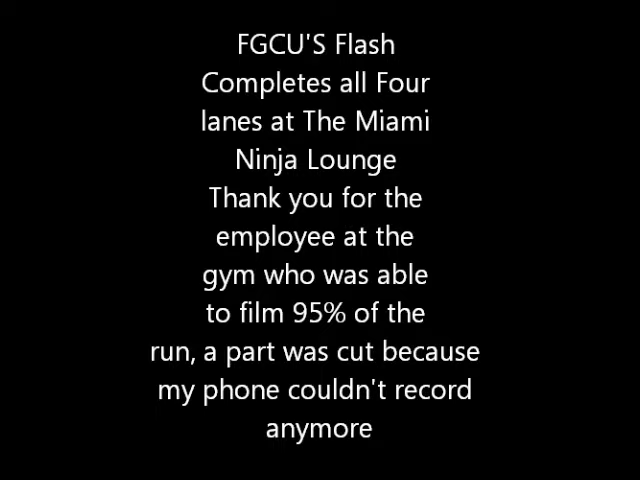 FGCU'S Flash
Completes all Four
lanes at The Miami
Ninja Lounge
Thank you for the
employee at the
gym who was able
to film 95% of the
run, a part was cut because
my phone couldn't record
anymore